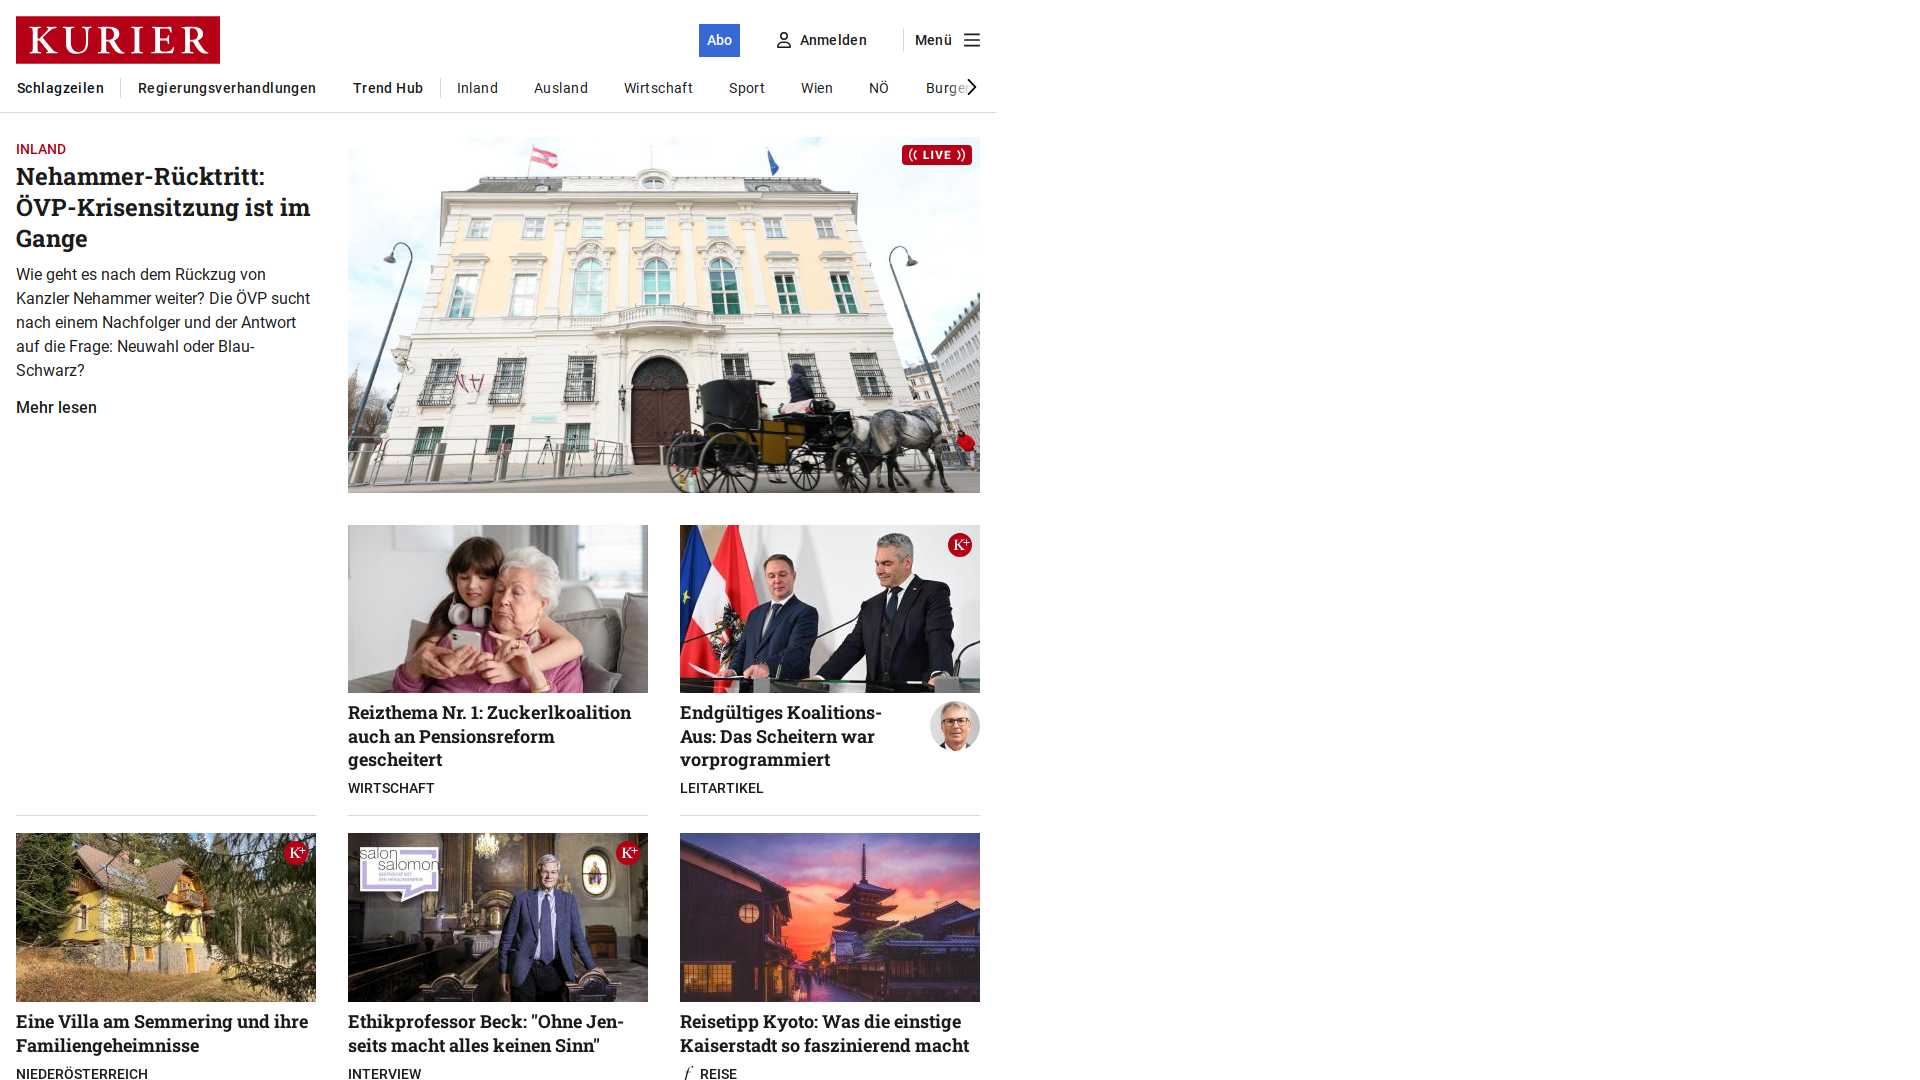 KURIER
Abo
Anmelden
Menü
Schlagzeilen
Regierungsverhandlungen
Trend Hub
Inland
Ausland
Wirtschaft
Sport
Wien
NÖ
INLAND
Nehammer-Rücktritt:
ÖVP-Krisensitzung ist im
Gange
Wie geht es nach dem Rückzug von
Kanzler Nehammer weiter? Die ÖVP sucht
nach einem Nachfolger und der Antwort
auf die Frage: Neuwahl oder Blau-
Schwarz?
Mehr lesen
LIVE
Reizthema Nr. 1: Zuckerlkoalition
auch an Pensionsreform
gescheitert
WIRTSCHAFT
K+
Endgültiges Koalitions-
Aus: Das Scheitern war
vorprogrammiert
LEITARTIKEL
K+
Eine Villa am Semmering und ihre
Familiengeheimnisse
NIEDERÖSTERREICH
salon
salomon
K+
Ethikprofessor Beck: "Ohne Jen-
seits macht alles keinen Sinn"
INTERVIEW
Reisetipp Kyoto: Was die einstige
Kaiserstadt so faszinierend macht
f REISE